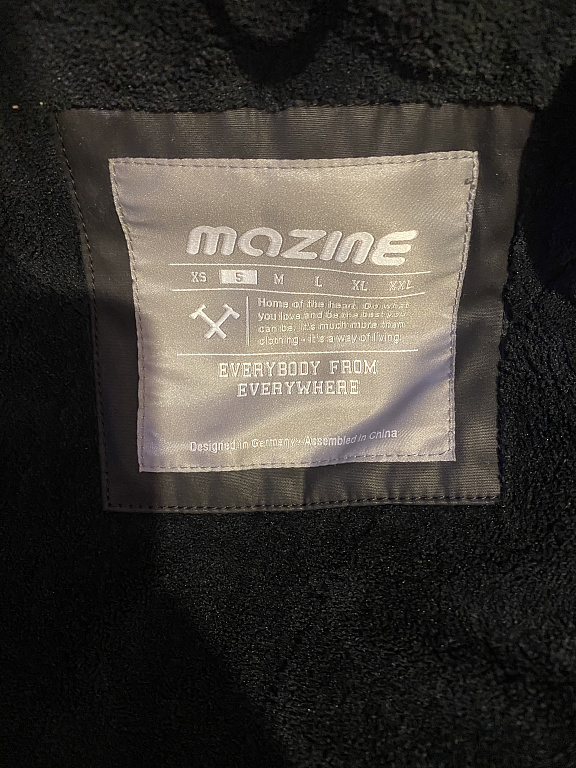 mazine
XS S M L XL XXL
Home of the heart. Do what
you love and be the best you
can be. It's much more than
clothing - it's a way of living.
EVERYBODY FROM
EVERYWHERE
Designed in Germany - Assembled in China